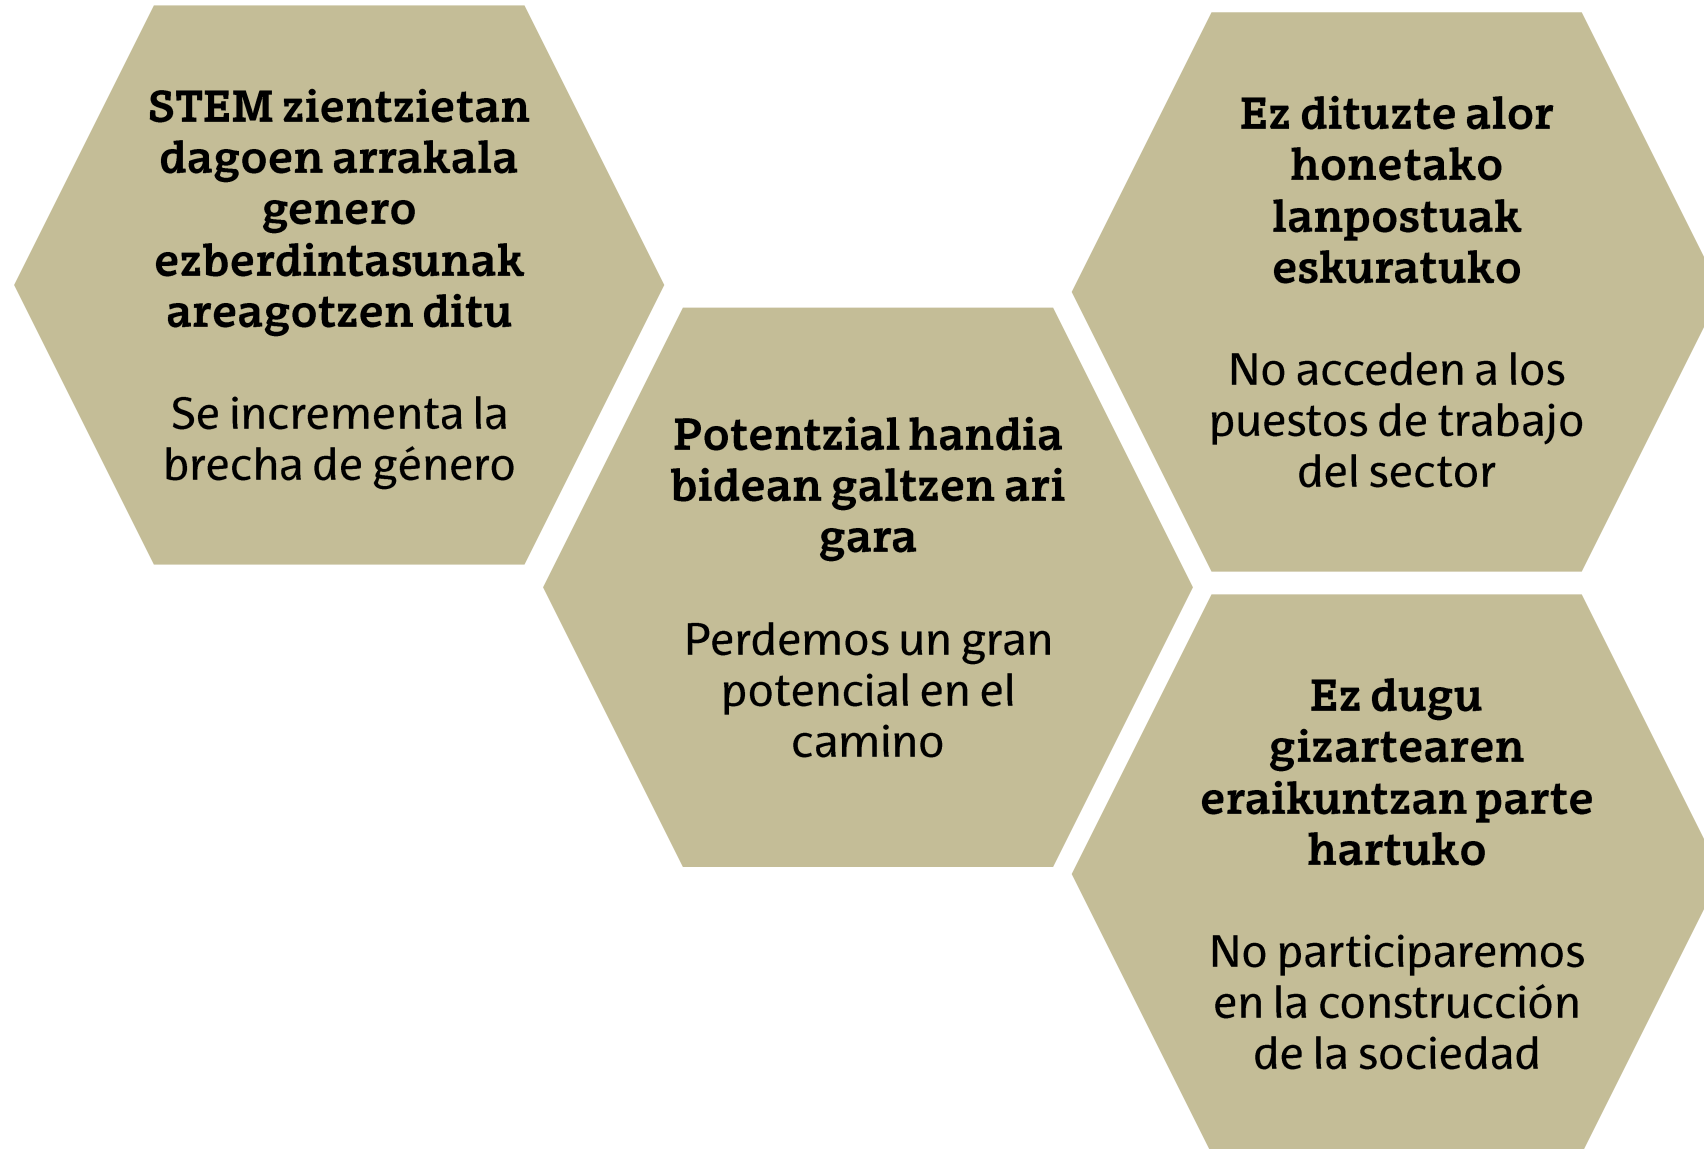 STEM zientzietan
dagoen arrakala
genero
ezberdintasunak
areagotzen ditu
Se incrementa la
brecha de género
Potentzial handia
bidean galtzen ari
gara
Perdemos un gran
potencial en el
camino
Ez dituzte alor
honetako
lanpostuak
eskuratuko
No acceden a los
puestos de trabajo
del sector
Ez dugu
gizartearen
eraikuntzan parte
hartuko
No participaremos
en la construcción
de la sociedad